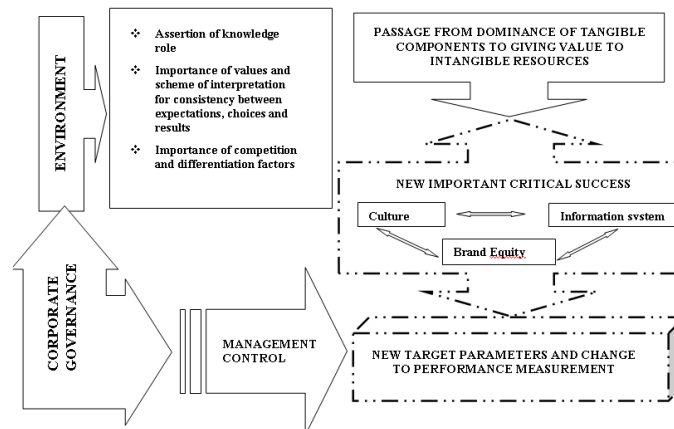 ENVIRONMENT
❖ Assertion of knowledge
role
❖ Importance of values and
scheme of interpretation
for consistency between
expectations, choices and
results
❖ Importance of competition
and differentiation factors
PASSAGE FROM DOMINANCE OF TANGIBLE
COMPONENTS TO GIVING VALUE TO
INTANGIBLE RESOURCES
NEW IMPORTANT CRITICAL SUCCESS
Culture
Information system
Brand Equity
CORPORATE
GOVERNANCE
MANAGEMENT
CONTROL
NEW TARGET PARAMETERS AND CHANGE
TO PERFORMANCE MEASUREMENT